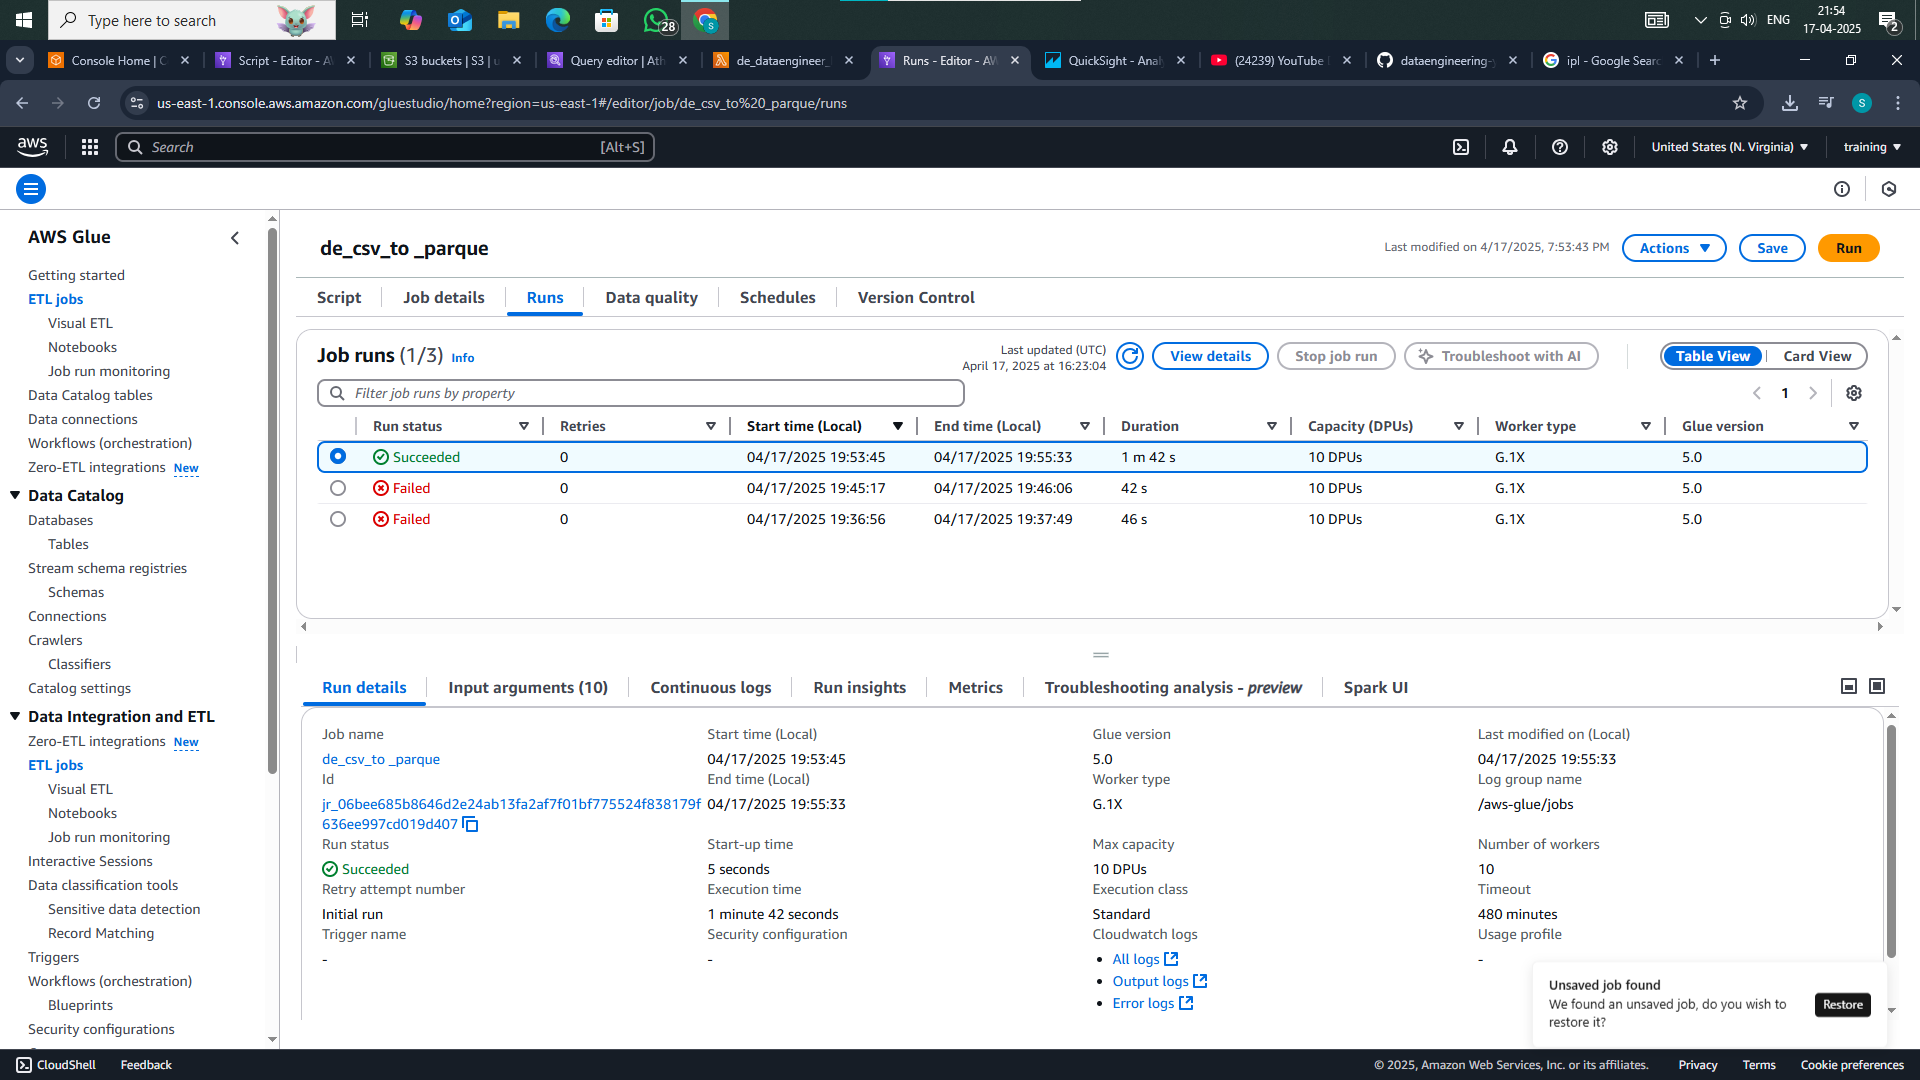 Type here to search
28
ENG
21:54
17-04-2025
2
Console Home | C
Script - Editor - A
S3 buckets | S3 | u
Query editor | Ath
de_dataengineer_
Runs - Editor - AW
QuickSight - Anal
(24239) YouTube
dataengineering-
ipl - Google Sear
us-east-1.console.aws.amazon.com/gluestudio/home?region=us-east-1#/editor/job/de_csv_to%20_parque/runs
S
aws
Search
[Alt+S]
United States (N. Virginia)
training
AWS Glue
Getting started
ETL jobs
Visual ETL
Notebooks
Job run monitoring
Data Catalog tables
Data connections
Workflows (orchestration)
Zero-ETL integrations New
Data Catalog
Databases
Tables
Stream schema registries
Schemas
Connections
Crawlers
Classifiers
Catalog settings
Data Integration and ETL
Zero-ETL integrations New
ETL jobs
Visual ETL
Notebooks
Job run monitoring
Interactive Sessions
Data classification tools
Sensitive data detection
Record Matching
Triggers
Workflows (orchestration)
Blueprints
Security configurations
de_csv_to _parque
Last modified on 4/17/2025, 7:53:43 PM
Actions
Save
Run
Script
Job details
Runs
Data quality
Schedules
Version Control
Job runs (1/3) Info
Last updated (UTC)
April 17, 2025 at 16:23:04
View details
Stop job run
Troubleshoot with AI
Table View
Card View
Filter job runs by property
1
Run status Retries Start time (Local) End time (Local) Duration Capacity (DPUs) Worker type Glue version
Succeeded 0 04/17/2025 19:53:45 04/17/2025 19:55:33 1 m 42 s 10 DPUs G.1X 5.0
Failed 0 04/17/2025 19:45:17 04/17/2025 19:46:06 42 s 10 DPUs G.1X 5.0
Failed 0 04/17/2025 19:36:56 04/17/2025 19:37:49 46 s 10 DPUs G.1X 5.0
Run details
Input arguments (10)
Continuous logs
Run insights
Metrics
Troubleshooting analysis - preview
Spark UI
Job name
de_csv_to _parque
Id
jr_06bee685b8646d2e24ab13fa2af7f01bf775524f838179f
636ee997cd019d407
Run status
Succeeded
Retry attempt number
Initial run
Trigger name
-
Start time (Local)
04/17/2025 19:53:45
End time (Local)
04/17/2025 19:55:33
Start-up time
5 seconds
Execution time
1 minute 42 seconds
Security configuration
-
Glue version
5.0
Worker type
G.1X
Max capacity
10 DPUs
Execution class
Standard
Cloudwatch logs
All logs
Output logs
Error logs
Last modified on (Local)
04/17/2025 19:55:33
Log group name
/aws-glue/jobs
Number of workers
10
Timeout
480 minutes
Usage profile
-
Unsaved job found
We found an unsaved job, do you wish to
restore it?
Restore
CloudShell
Feedback
© 2025, Amazon Web Services, Inc. or its affiliates.
Privacy
Terms
Cookie preferences